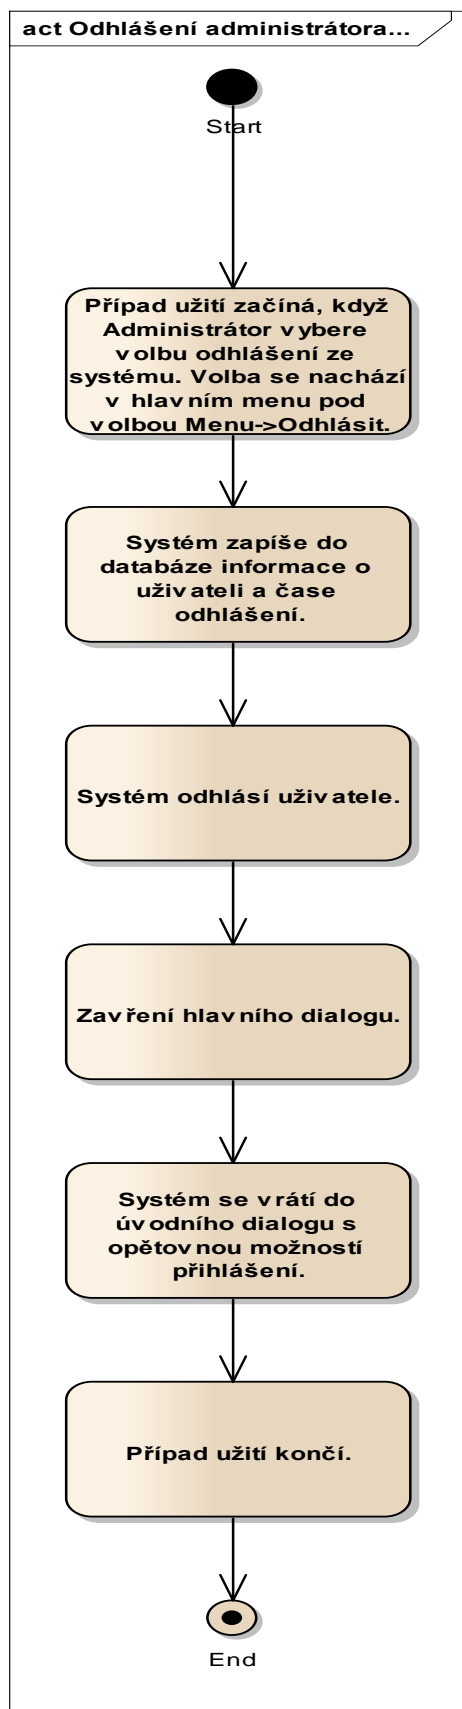 act Odhlášení administrátora...
Start
Případ užití začíná, když
Administrátor vybere
volbu odhlášení ze
systému. Volba se nachází
v hlavním menu pod
volbou Menu->Odhlásit.
Systém zapíše do
databáze informace o
uživateli a čase
odhlášení.
Systém odhlásí uživatele.
Zavření hlavního dialogu.
Systém se vrátí do
úvodního dialogu s
opětovnou možností
přihlášení.
Případ užití končí.
End